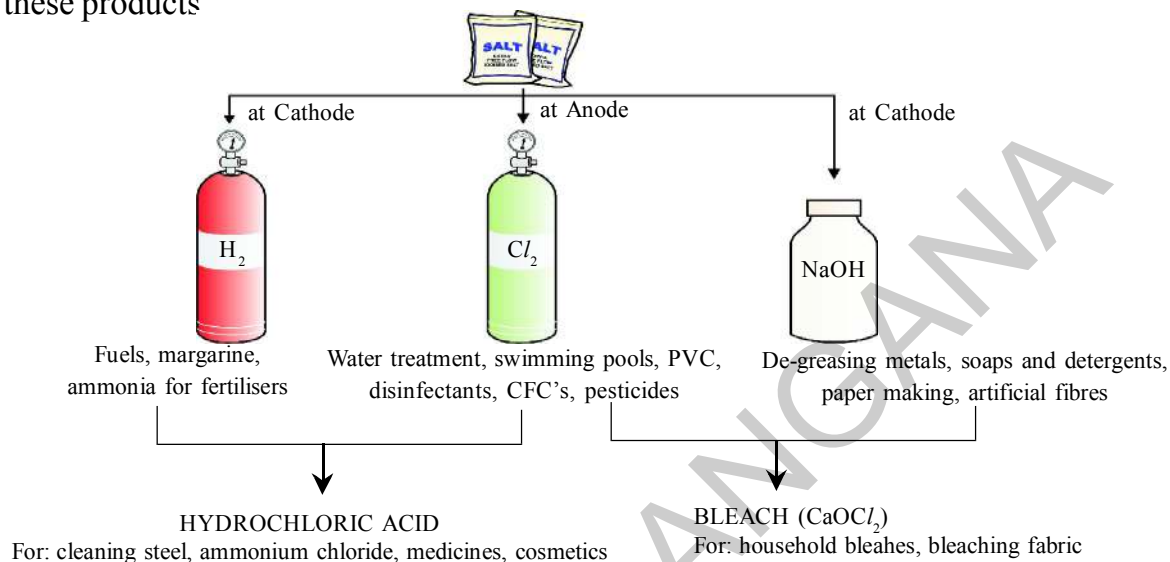 these products
SALT
ALT
at Cathode
at Anode
at Cathode
H₂
Cl₂
NaOH
Fuels, margarine,
ammonia for fertilisers
Water treatment, swimming pools, PVC,
disinfectants, CFC’s, pesticides
De-greasing metals, soaps and detergents,
paper making, artificial fibres
HYDROCHLORIC ACID
For: cleaning steel, ammonium chloride, medicines, cosmetics
BLEACH (CaOCl₂)
For: household bleahes, bleaching fabric
ANGANA